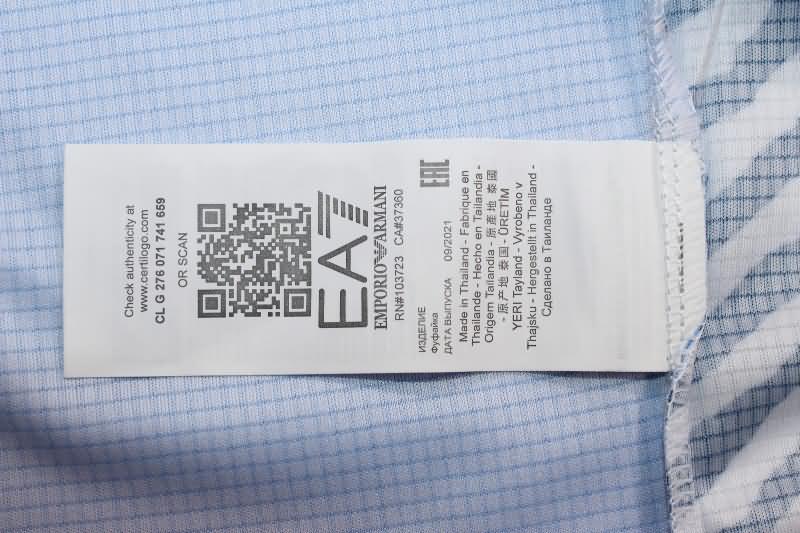 Check authenticity at
www.certilogo.com
CLG 276 071 741 659
OR SCAN
EA7
EMPORIO ARMANI
RN#103723 CA#37360
EAC
ИЗДЕЛИЕ
Фуфайка
ДАТА ВЫПУСКА 09/2021
Made in Thailand - Fabriqué en
Thaïlande - Hecho en Tailandia -
Origem Tailândia - 原產地 泰國
- 原产地 泰国 - ÜRETİM
YERİ Tayland - Vyrobeno v
Thajsku - Hergestellt in Thailand -
Сделано в Таиланде